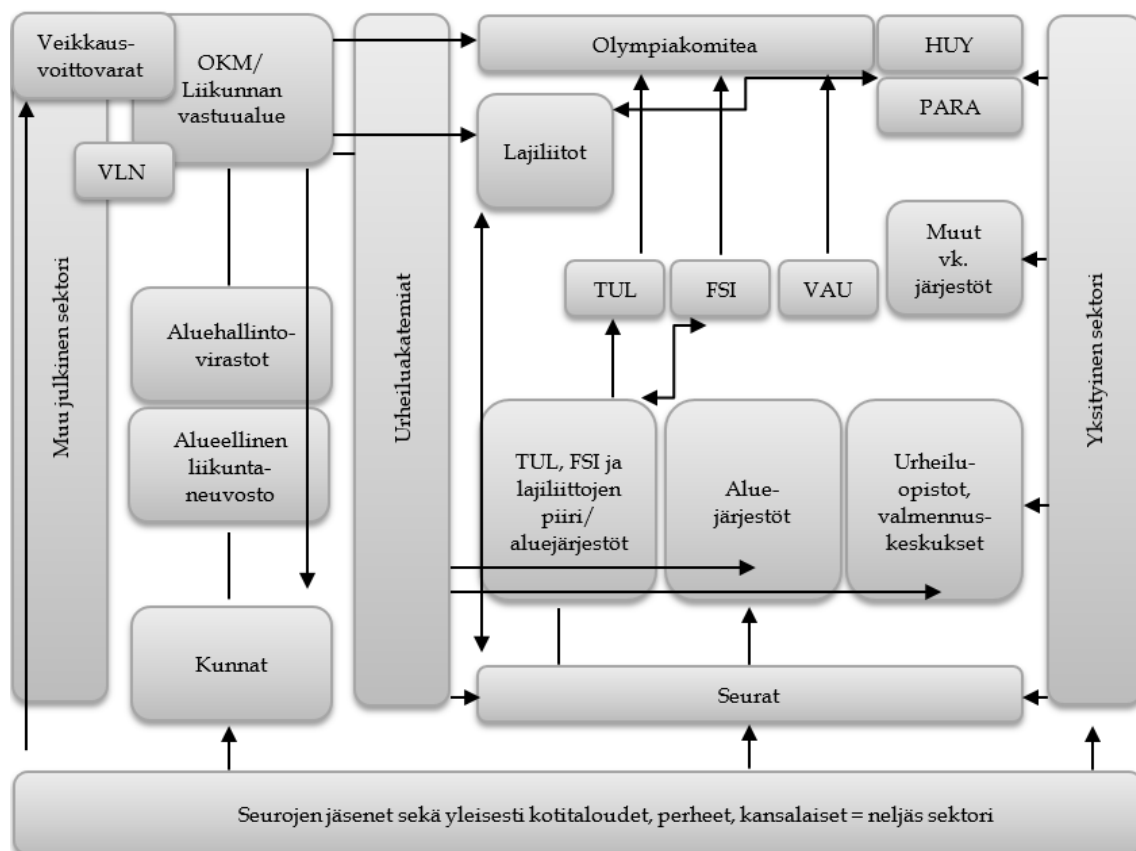 Veikkaus-
voittovarat
OKM/
Liikunnan
vastuualue
VLN
Muu julkinen sektori
Aluehallinto-
virastot
Alueellinen
liikunta-
neuvosto
Kunnat
Urheiluakatemiat
Olympiakomitea
HUY
PARA
Lajiliitot
Muut
vk.
järjestöt
TUL
FSI
VAU
TUL, FSI ja
lajiliittojen
piiri/
aluejärjestöt
Alue-
järjestöt
Urheilu-
opistot,
valmennus-
keskukset
Seurat
Yksityinen sektori
Seurojen jäsenet sekä yleisesti kotitaloudet, perheet, kansalaiset = neljäs sektori